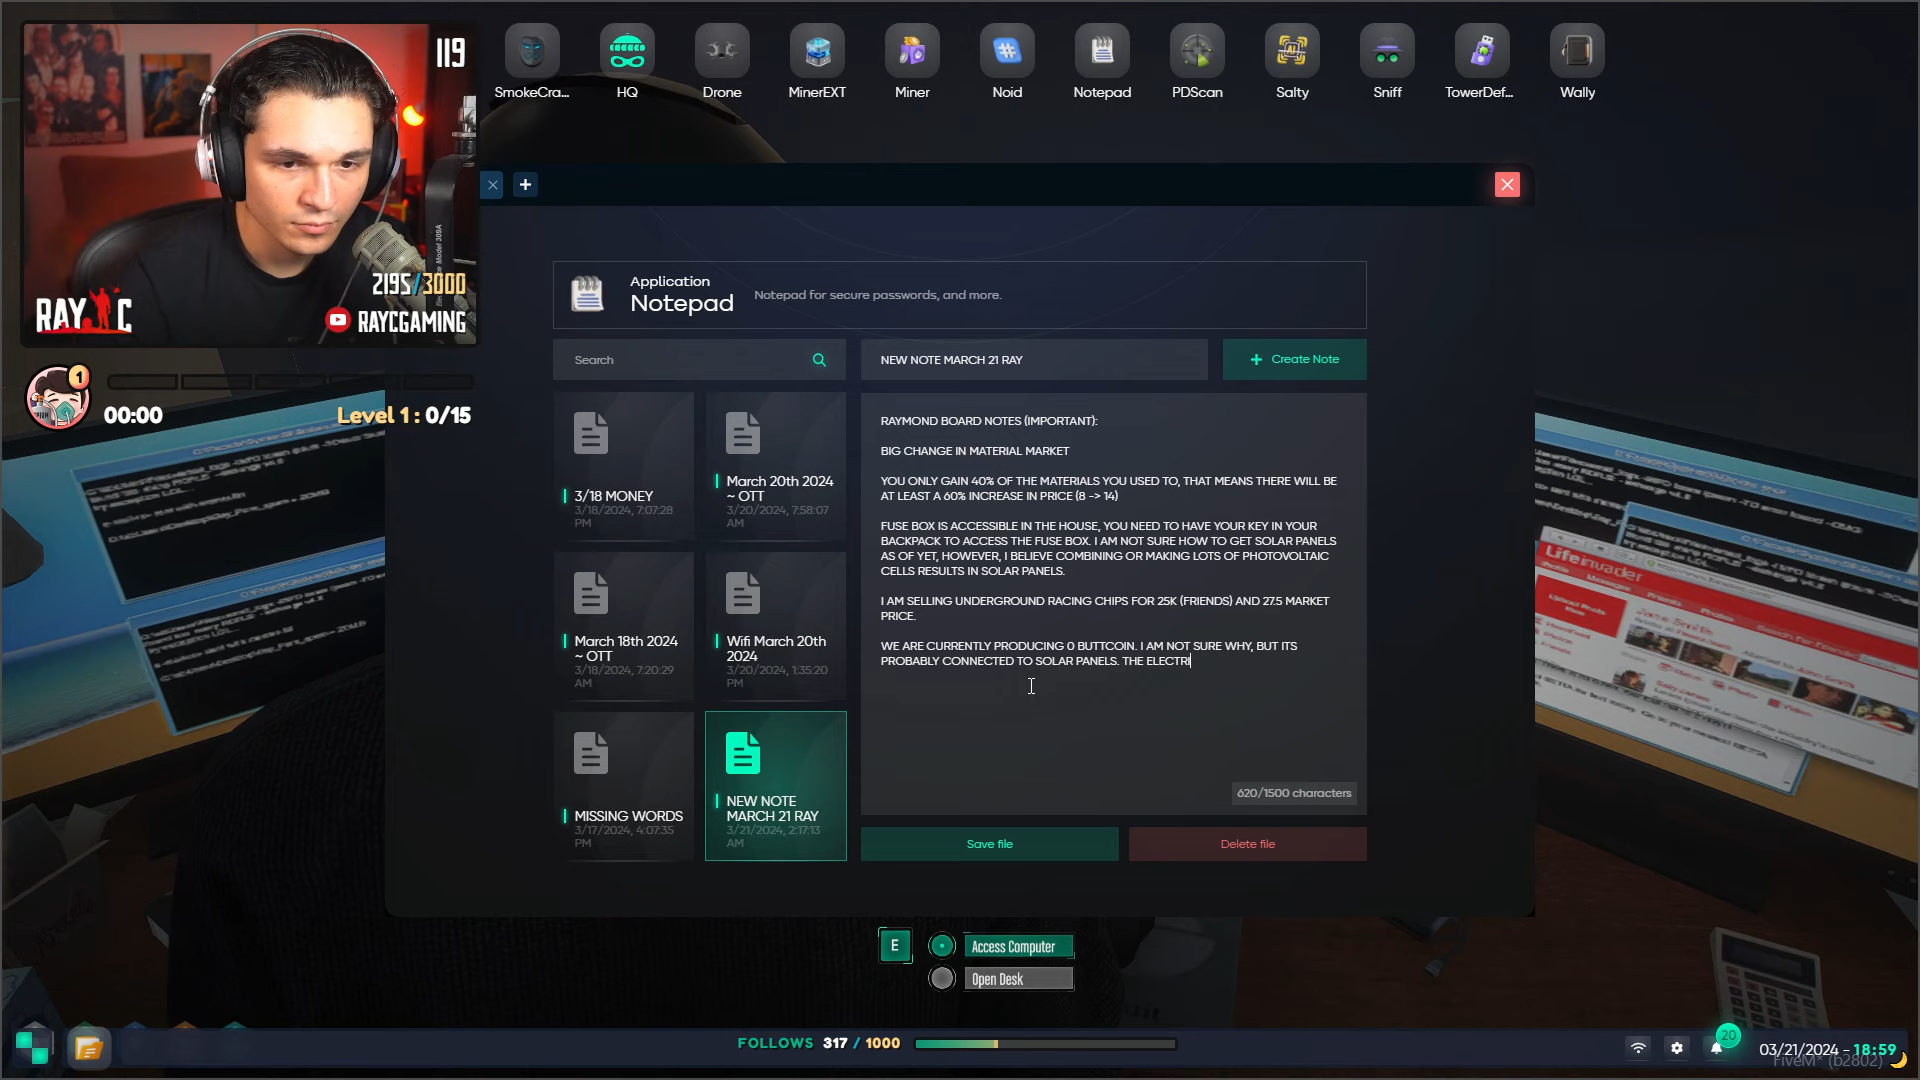 119
2195/3000
RAY C
RAYCGAMING
1
00:00
Level 1 : 0/15
SmokeCra...
HQ
Drone
MinerEXT
Miner
Noid
Notepad
PDScan
Salty
Sniff
TowerDef...
Wally
Application
Notepad
Notepad for secure passwords, and more.
Search
NEW NOTE MARCH 21 RAY
Create Note
3/18 MONEY
3/18/2024, 7:07:28
PM
March 20th 2024
~ OTT
3/20/2024, 7:58:07
AM
March 18th 2024
~ OTT
3/18/2024, 7:20:29
AM
Wifi March 20th
2024
3/20/2024, 1:35:20
PM
MISSING WORDS
3/17/2024, 4:07:35
PM
NEW NOTE
MARCH 21 RAY
3/21/2024, 2:17:13
AM
RAYMOND BOARD NOTES (IMPORTANT):
BIG CHANGE IN MATERIAL MARKET
YOU ONLY GAIN 40% OF THE MATERIALS YOU USED TO, THAT MEANS THERE WILL BE
AT LEAST A 60% INCREASE IN PRICE (8 -> 14)
FUSE BOX IS ACCESSIBLE IN THE HOUSE, YOU NEED TO HAVE YOUR KEY IN YOUR
BACKPACK TO ACCESS THE FUSE BOX. I AM NOT SURE HOW TO GET SOLAR PANELS
AS OF YET, HOWEVER, I BELIEVE COMBINING OR MAKING LOTS OF PHOTOVOLTAIC
CELLS RESULTS IN SOLAR PANELS.
I AM SELLING UNDERGROUND RACING CHIPS FOR 25K (FRIENDS) AND 27.5 MARKET
PRICE.
WE ARE CURRENTLY PRODUCING 0 BUTTCOIN. I AM NOT SURE WHY, BUT ITS
PROBABLY CONNECTED TO SOLAR PANELS. THE ELECTRI
620/1500 characters
Save file
Delete file
Lifeinvader
E
Access Computer
Open Desk
FOLLOWS 317 / 1000
20
03/21/2024 - 18:59
FiveM* (b2802)